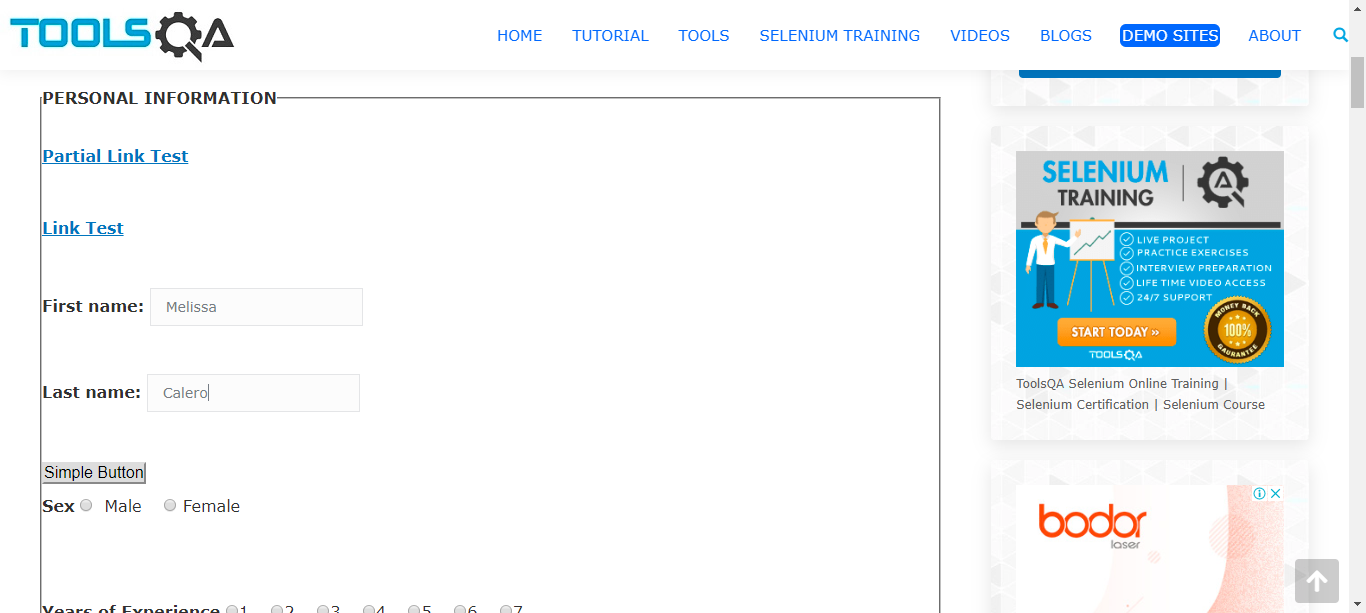 TOOLSQA
HOME TUTORIAL TOOLS SELENIUM TRAINING VIDEOS BLOGS DEMO SITES ABOUT
PERSONAL INFORMATION
Partial Link Test
Link Test
First name: Melissa
Last name: Calero
Simple Button
Sex Male Female
Years of Experience 1 2 3 4 5 6 7
SELENIUM
TRAINING
LIVE PROJECT
PRACTICE EXERCISES
INTERVIEW PREPARATION
LIFE TIME VIDEO ACCESS
24/7 SUPPORT
START TODAY »
TOOLSQA
MONEY BACK
100%
GAURANTEE
ToolsQA Selenium Online Training |
Selenium Certification | Selenium Course
bodor
laser